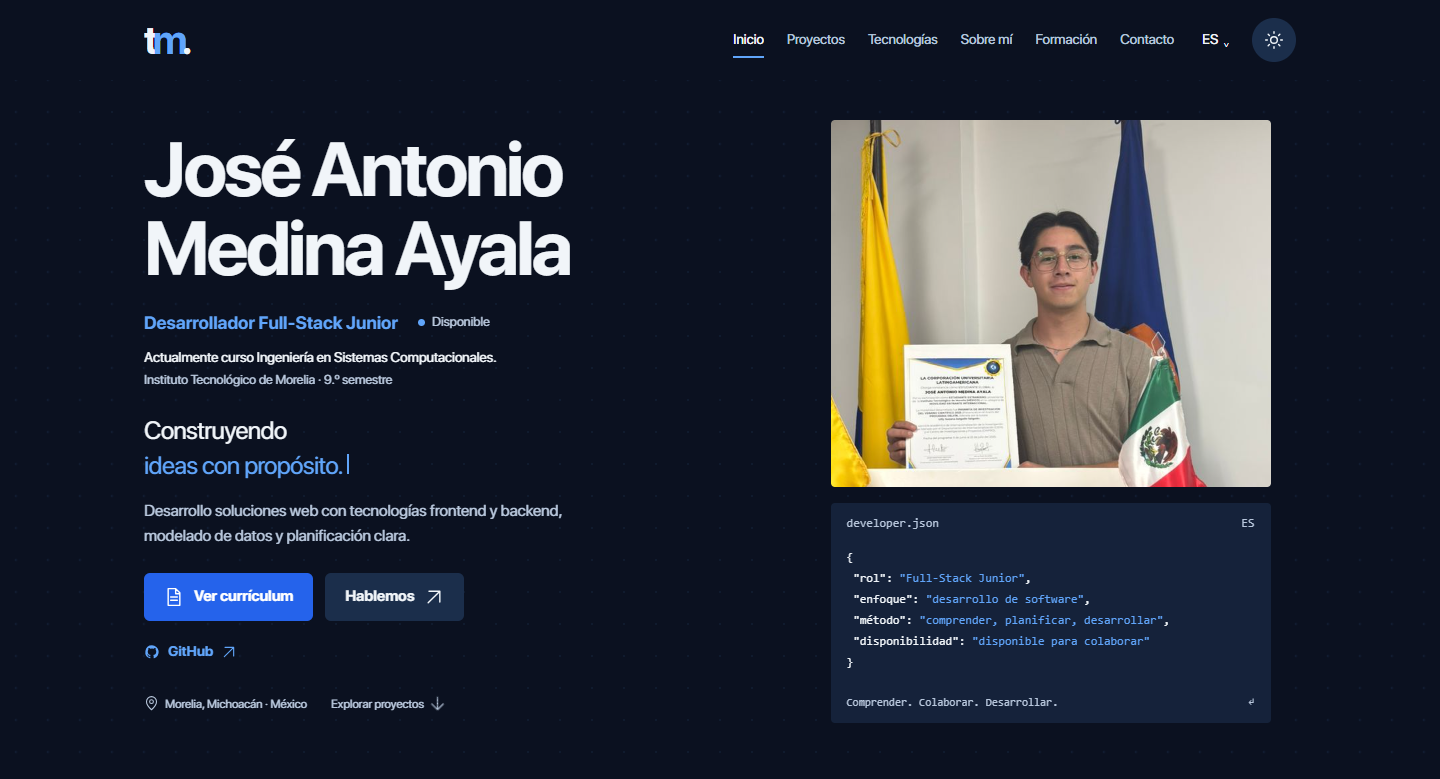 tm.
Inicio Proyectos Tecnologías Sobre mí Formación Contacto ES
José Antonio
Medina Ayala
Desarrollador Full-Stack Junior Disponible
Actualmente curso Ingeniería en Sistemas Computacionales.
Instituto Tecnológico de Morelia · 9.º semestre
Construyendo
ideas con propósito.
Desarrollo soluciones web con tecnologías frontend y backend,
modelado de datos y planificación clara.
Ver currículum Hablemos
GitHub
Morelia, Michoacán · México Explorar proyectos
LA CORPORACIÓN UNIVERSITARIA
LATINOAMERICANA
JOSÉ ANTONIO MEDINA AYALA
developer.json ES
{
"rol": "Full-Stack Junior",
"enfoque": "desarrollo de software",
"método": "comprender, planificar, desarrollar",
"disponibilidad": "disponible para colaborar"
}
Comprender. Colaborar. Desarrollar.